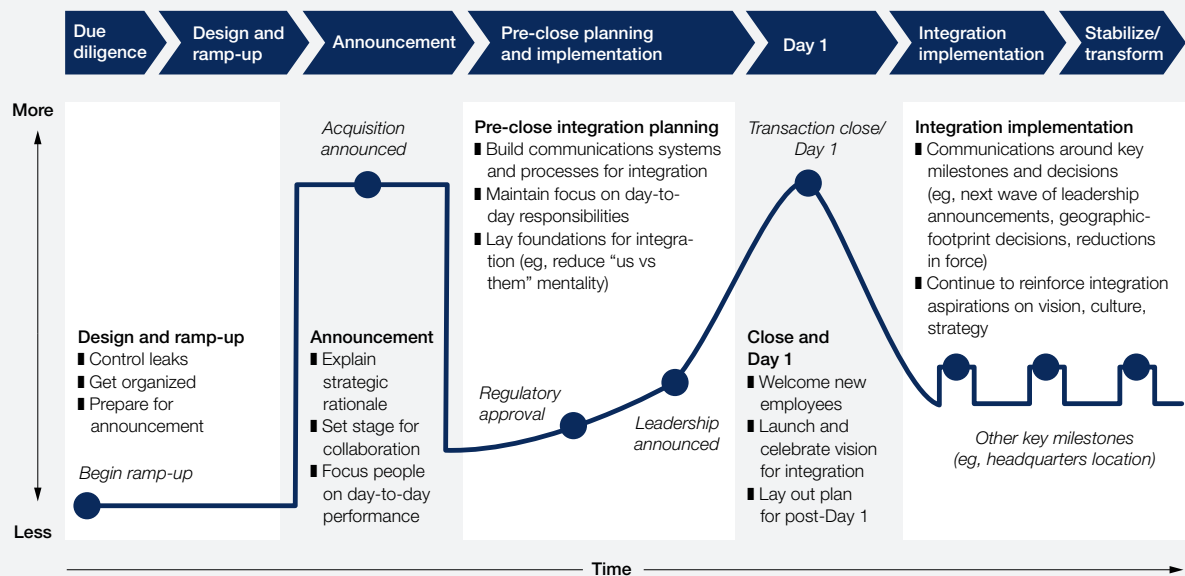 Due
diligence
Design and
ramp-up
Announcement
Pre-close planning
and implementation
Day 1
Integration
implementation
Stabilize/
transform
More
Less
Design and ramp-up
▮ Control leaks
▮ Get organized
▮ Prepare for
announcement
Begin ramp-up
Acquisition
announced
Announcement
▮ Explain
strategic
rationale
▮ Set stage for
collaboration
▮ Focus people
on day-to-day
performance
Pre-close integration planning
▮ Build communications systems
and processes for integration
▮ Maintain focus on day-to-
day responsibilities
▮ Lay foundations for integra-
tion (eg, reduce “us vs
them” mentality)
Regulatory
approval
Leadership
announced
Transaction close/
Day 1
Close and
Day 1
▮ Welcome new
employees
▮ Launch and
celebrate vision
for integration
▮ Lay out plan
for post-Day 1
Integration implementation
▮ Communications around key
milestones and decisions
(eg, next wave of leadership
announcements, geographic-
footprint decisions, reductions
in force)
▮ Continue to reinforce integration
aspirations on vision, culture,
strategy
Other key milestones
(eg, headquarters location)
Time